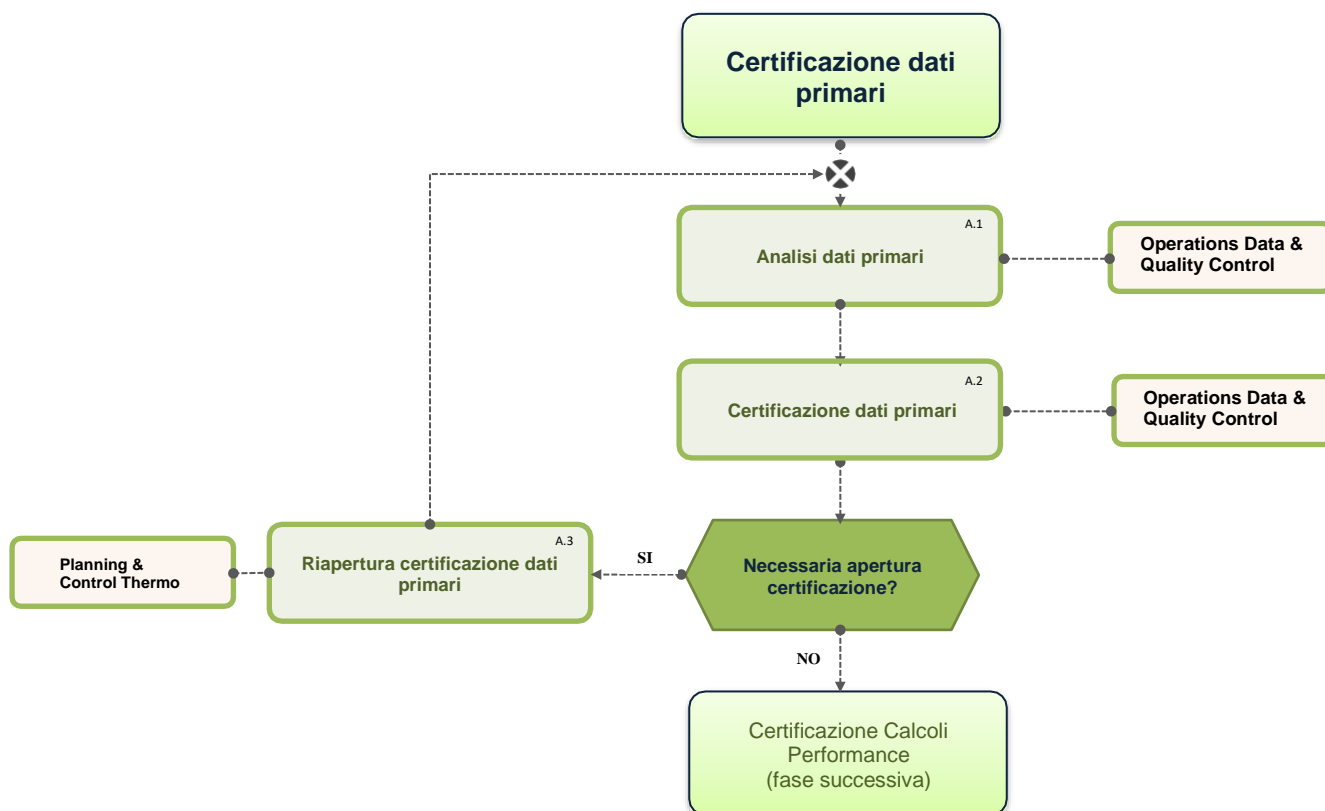 Certificazione dati
primari
A.1
Analisi dati primari
Operations Data &
Quality Control
A.2
Certificazione dati primari
Operations Data &
Quality Control
Planning &
Control Thermo
A.3
Riapertura certificazione dati
primari
SI
Necessaria apertura
certificazione?
NO
Certificazione Calcoli
Performance
(fase successiva)